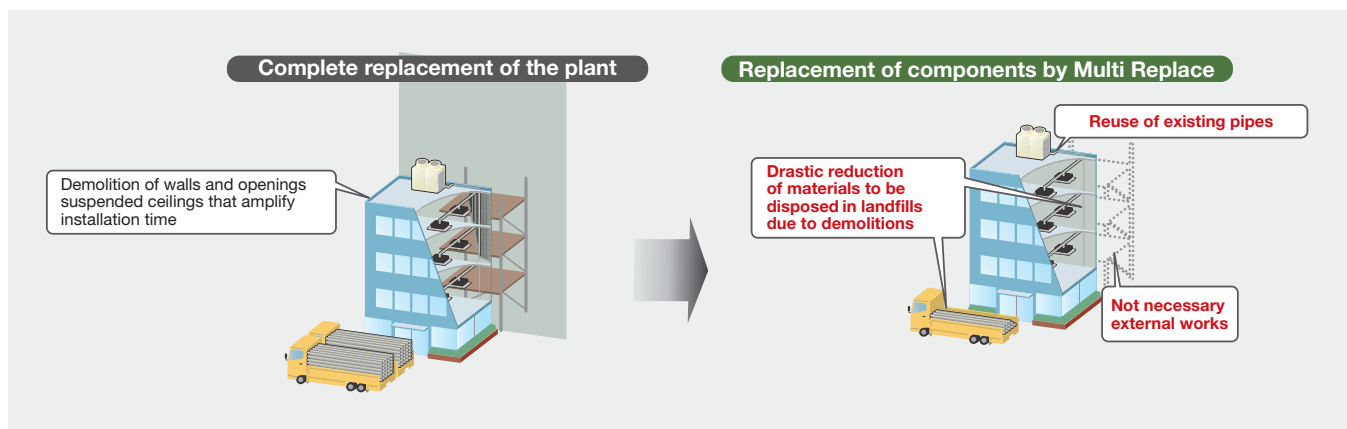 Complete replacement of the plant
Demolition of walls and openings
suspended ceilings that amplify
installation time
Replacement of components by Multi Replace
Reuse of existing pipes
Drastic reduction
of materials to be
disposed in landfills
due to demolitions
Not necessary
external works